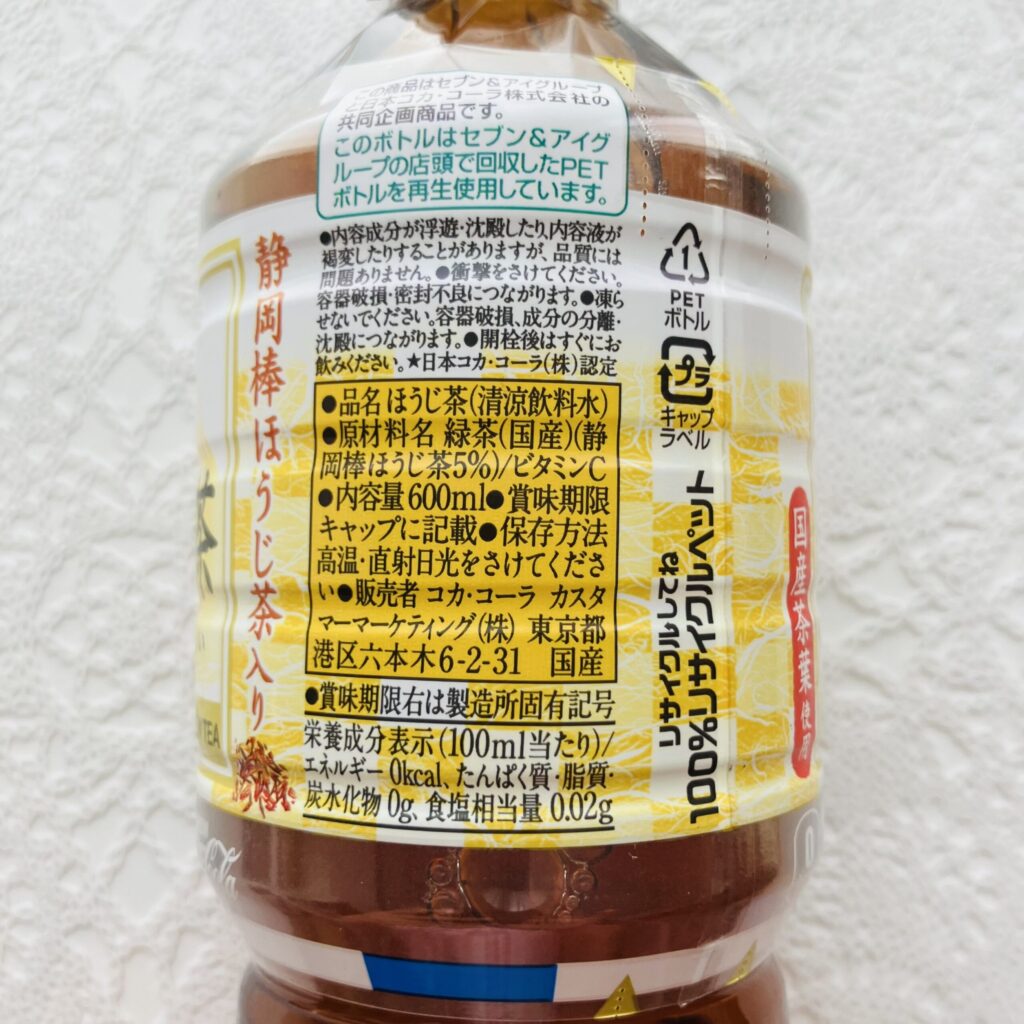 この商品はセブン&アイグループ
と日本コカ・コーラ株式会社の
共同企画商品です。
このボトルはセブン&アイグ
ループの店頭で回収したPET
ボトルを再生使用しています。
●内容成分が浮遊・沈殿したり、内容液が
褐変したりすることがありますが、品質には
問題ありません。●衝撃をさけてください。
容器破損・密封不良につながります。●凍ら
せないでください。容器破損、成分の分離・
沈殿につながります。●開栓後はすぐにお
飲みください。★日本コカ・コーラ(株)認定
●品名 ほうじ茶(清涼飲料水)
●原材料名 緑茶(国産)(静
岡棒ほうじ茶5%)/ビタミンC
●内容量 600ml●賞味期限
キャップに記載●保存方法
高温・直射日光をさけてくださ
い●販売者 コカ・コーラ カスタ
マーマーケティング(株) 東京都
港区六本木6-2-31 国産
●賞味期限右は製造所固有記号
栄養成分表示(100ml当たり)/
エネルギー 0kcal、たんぱく質・脂質・
炭水化物 0g、食塩相当量 0.02g
静岡棒ほうじ茶入り
茶
TEA
1
PET
ボトル
プラ
キャップ
ラベル
リサイクルしてね
100%リサイクルペット
国産茶葉使用